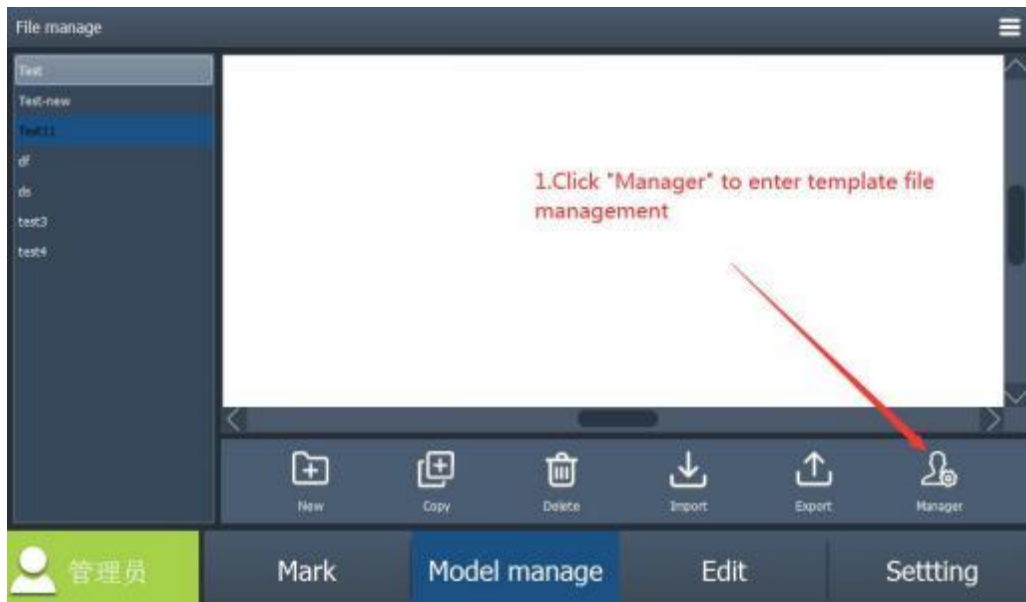 File manage
Test
Test-new
Test11
df
ds
test3
test4
1.Click "Manager" to enter template file
management
New
Copy
Delete
Import
Export
Manager
管理员
Mark
Model manage
Edit
Settting